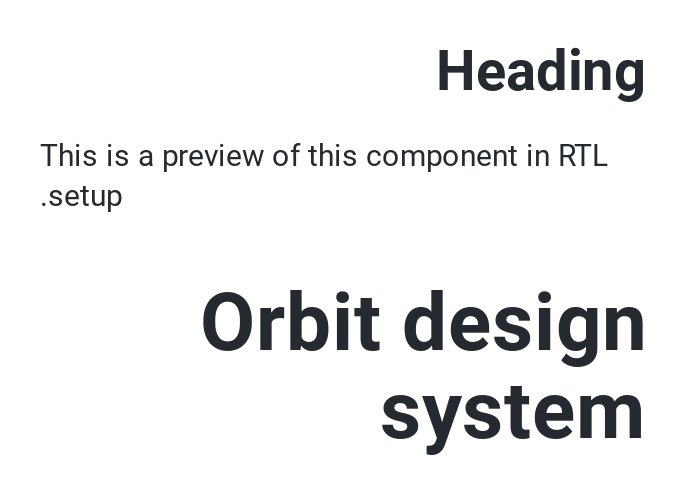 Heading
This is a preview of this component in RTL
.setup
Orbit design
system